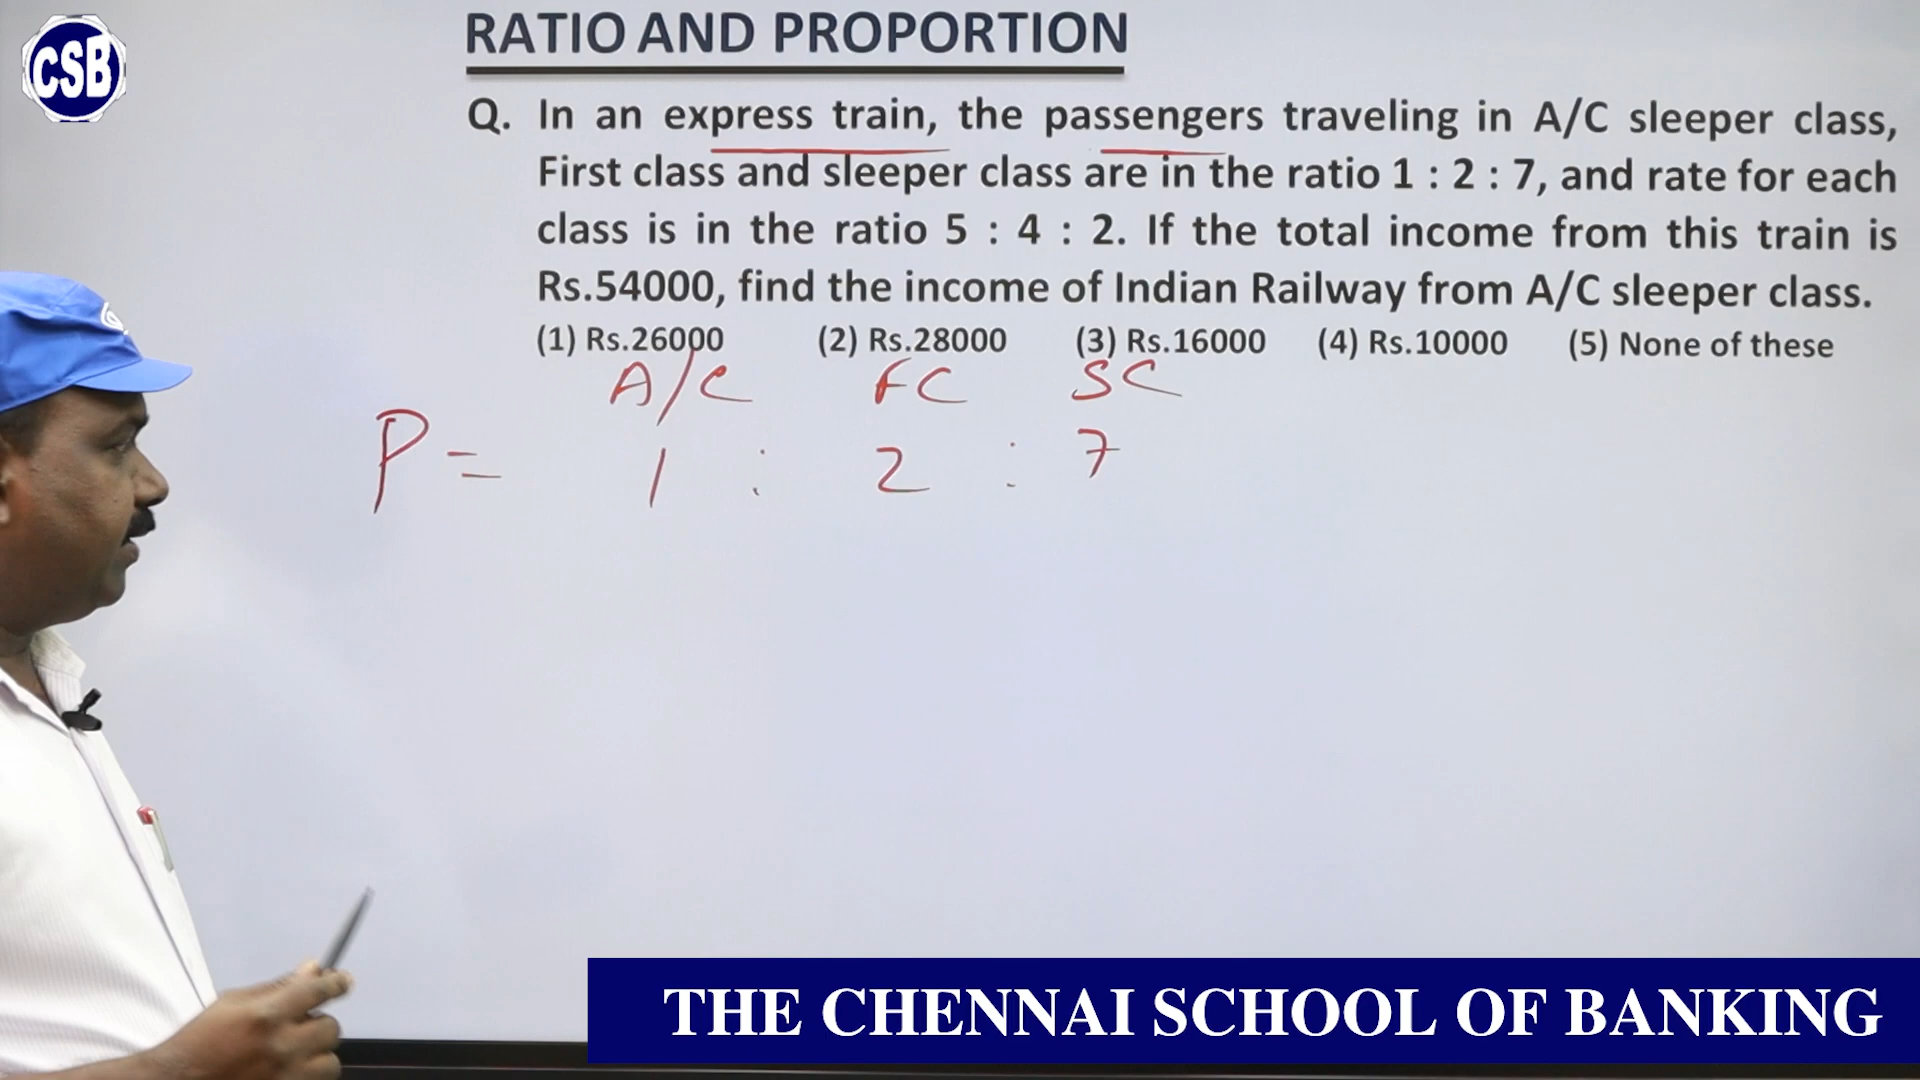 CSB
RATIO AND PROPORTION
Q. In an express train, the passengers traveling in A/C sleeper class,
First class and sleeper class are in the ratio 1 : 2 : 7, and rate for each
class is in the ratio 5 : 4 : 2. If the total income from this train is
Rs.54000, find the income of Indian Railway from A/C sleeper class.
(1) Rs.26000 (2) Rs.28000 (3) Rs.16000 (4) Rs.10000 (5) None of these
A/C FC SC
P = 1 : 2 : 7
THE CHENNAI SCHOOL OF BANKING